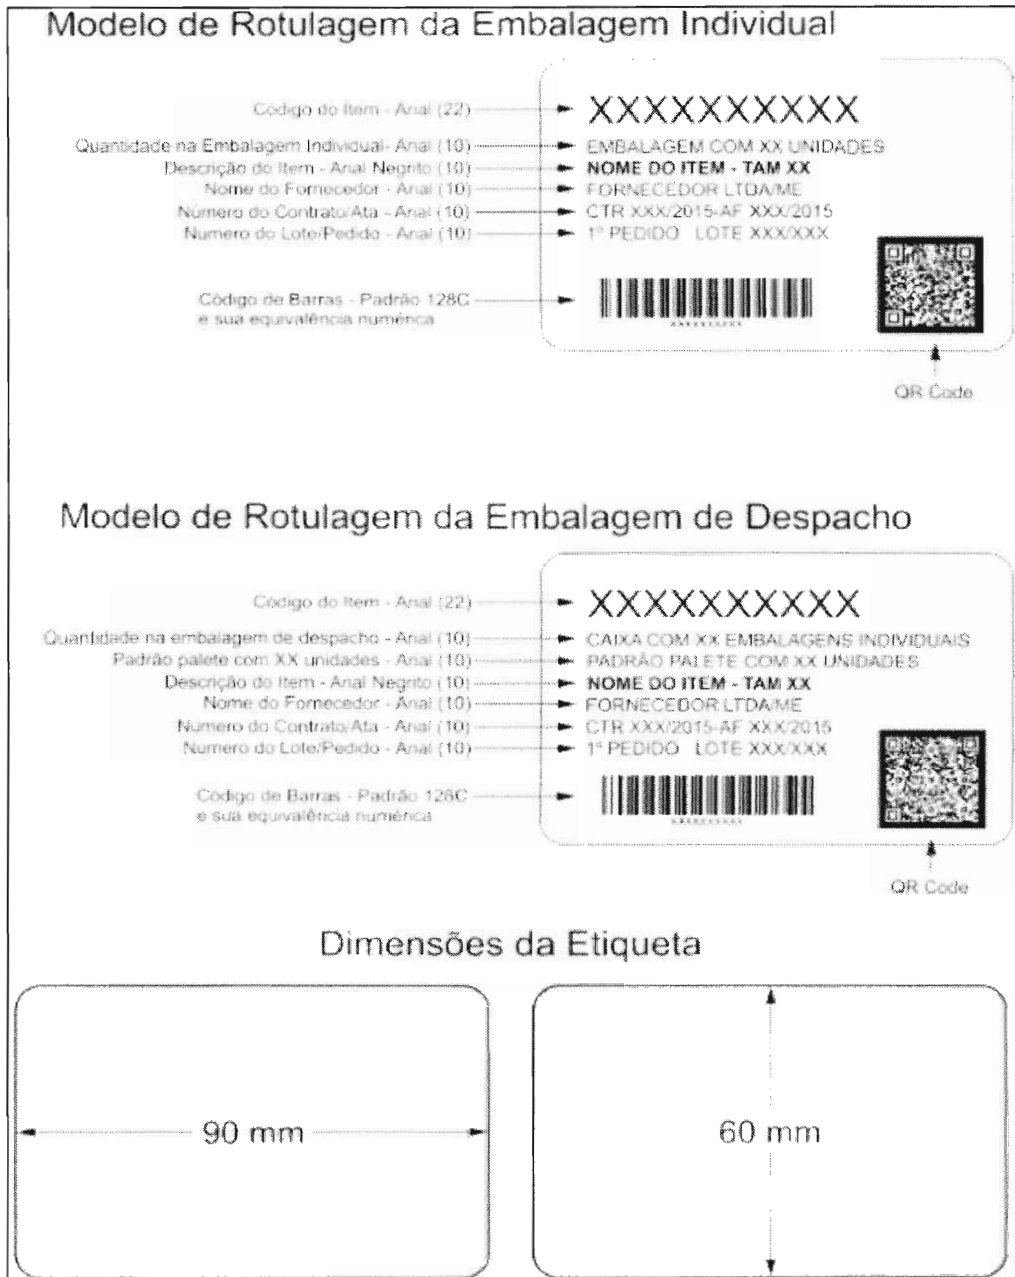 Modelo de Rotulagem da Embalagem Individual
Código do Item - Arial (22)
XXXXXXXXXX
Quantidade na Embalagem Individual- Arial (10)
EMBALAGEM COM XX UNIDADES
Descrição do Item - Arial Negrito (10)
NOME DO ITEM - TAM XX
Nome do Fornecedor - Arial (10)
FORNECEDOR LTDA/ME
Número do Contrato/Ata - Arial (10)
CTR XXX/2015-AF XXX/2015
Numero do Lote/Pedido - Arial (10)
1º PEDIDO LOTE XXX/XXX
Código de Barras - Padrão 128C
e sua equivalência numérica
XXXXXXXXXX
QR Code
Modelo de Rotulagem da Embalagem de Despacho
Código do Item - Arial (22)
XXXXXXXXXX
Quantidade na embalagem de despacho - Arial (10)
CAIXA COM XX EMBALAGENS INDIVIDUAIS
Padrão palete com XX unidades - Arial (10)
PADRÃO PALETE COM XX UNIDADES
Descrição do Item - Arial Negrito (10)
NOME DO ITEM - TAM XX
Nome do Fornecedor - Arial (10)
FORNECEDOR LTDA/ME
Numero do Contrato/Ata - Arial (10)
CTR XXX/2015-AF XXX/2015
Numero do Lote/Pedido - Arial (10)
1º PEDIDO LOTE XXX/XXX
Código de Barras - Padrão 128C
e sua equivalência numérica
XXXXXXXXXX
QR Code
Dimensões da Etiqueta
90 mm
60 mm